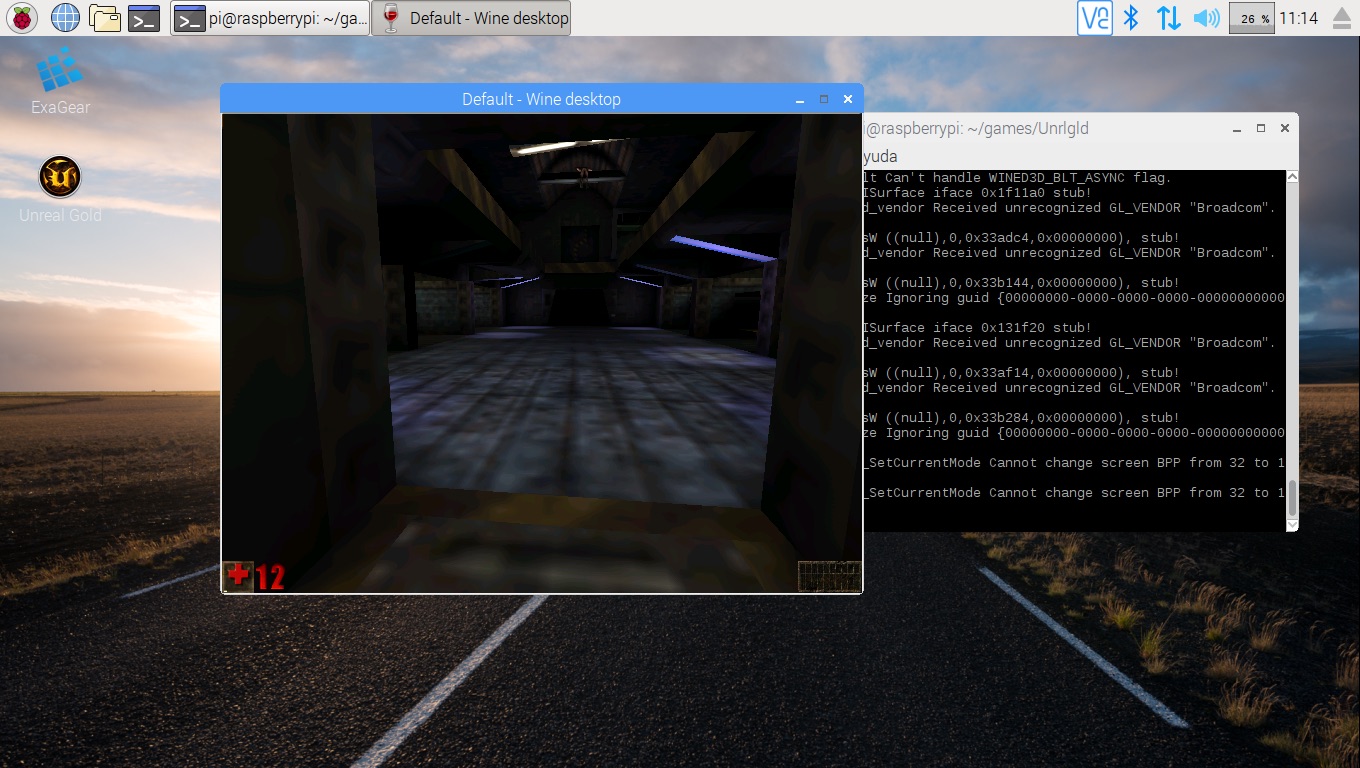 pi@raspberrypi: ~/ga...
Default - Wine desktop
26 %
11:14
ExaGear
Unreal Gold
Default - Wine desktop
12
i@raspberrypi: ~/games/Unrlgld
yuda
lt Can't handle WINED3D_BLT_ASYNC flag.
ISurface iface 0x1f11a0 stub!
d_vendor Received unrecognized GL_VENDOR "Broadcom".
sW ((null),0,0x33adc4,0x00000000), stub!
d_vendor Received unrecognized GL_VENDOR "Broadcom".
sW ((null),0,0x33b144,0x00000000), stub!
ze Ignoring guid {00000000-0000-0000-0000-00000000000
ISurface iface 0x131f20 stub!
d_vendor Received unrecognized GL_VENDOR "Broadcom".
sW ((null),0,0x33af14,0x00000000), stub!
d_vendor Received unrecognized GL_VENDOR "Broadcom".
sW ((null),0,0x33b284,0x00000000), stub!
ze Ignoring guid {00000000-0000-0000-0000-00000000000
_SetCurrentMode Cannot change screen BPP from 32 to 1
_SetCurrentMode Cannot change screen BPP from 32 to 1